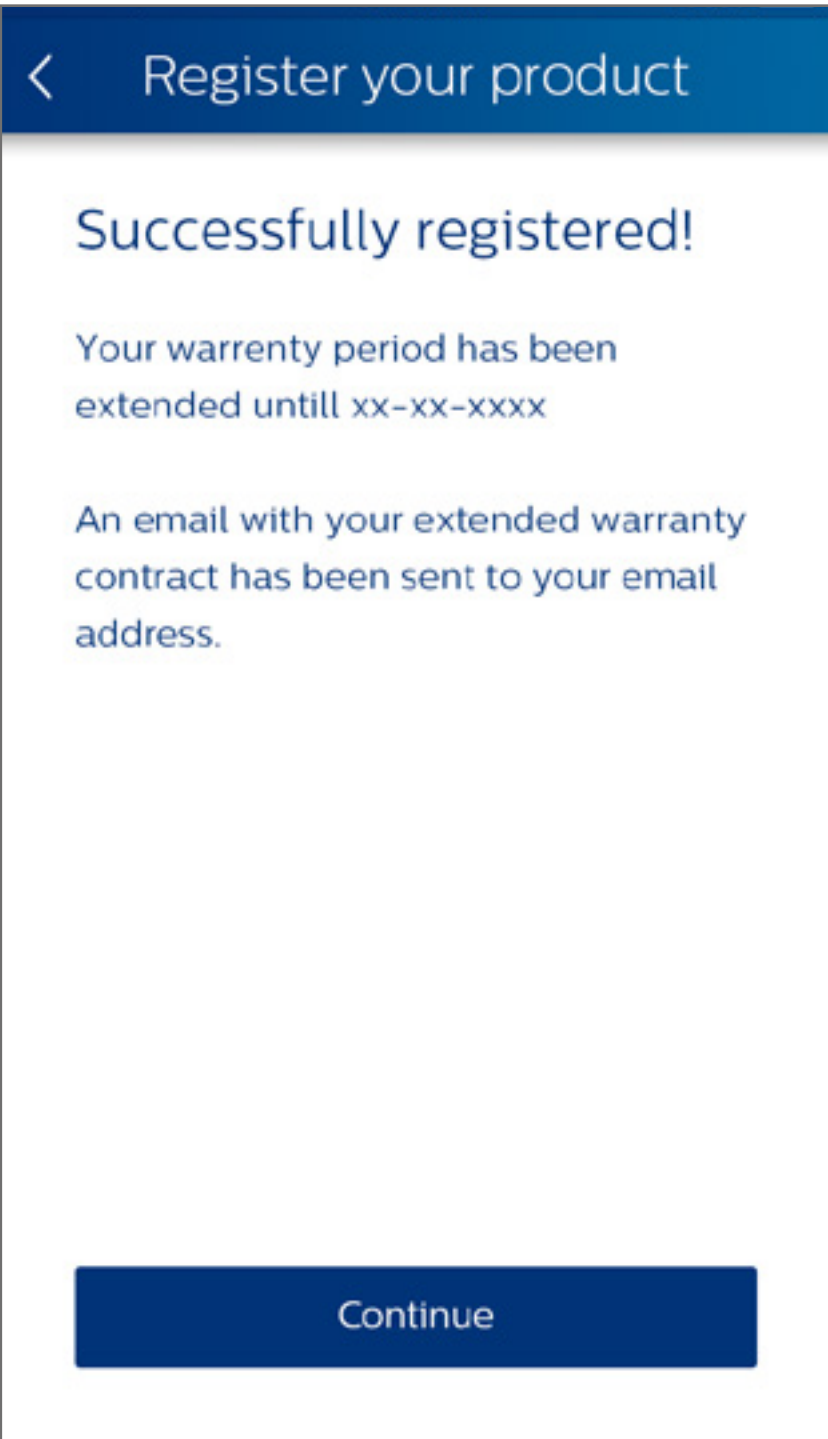 Register your product
Successfully registered!
Your warrenty period has been
extended untill xx-xx-xxxx
An email with your extended warranty
contract has been sent to your email
address.
Continue